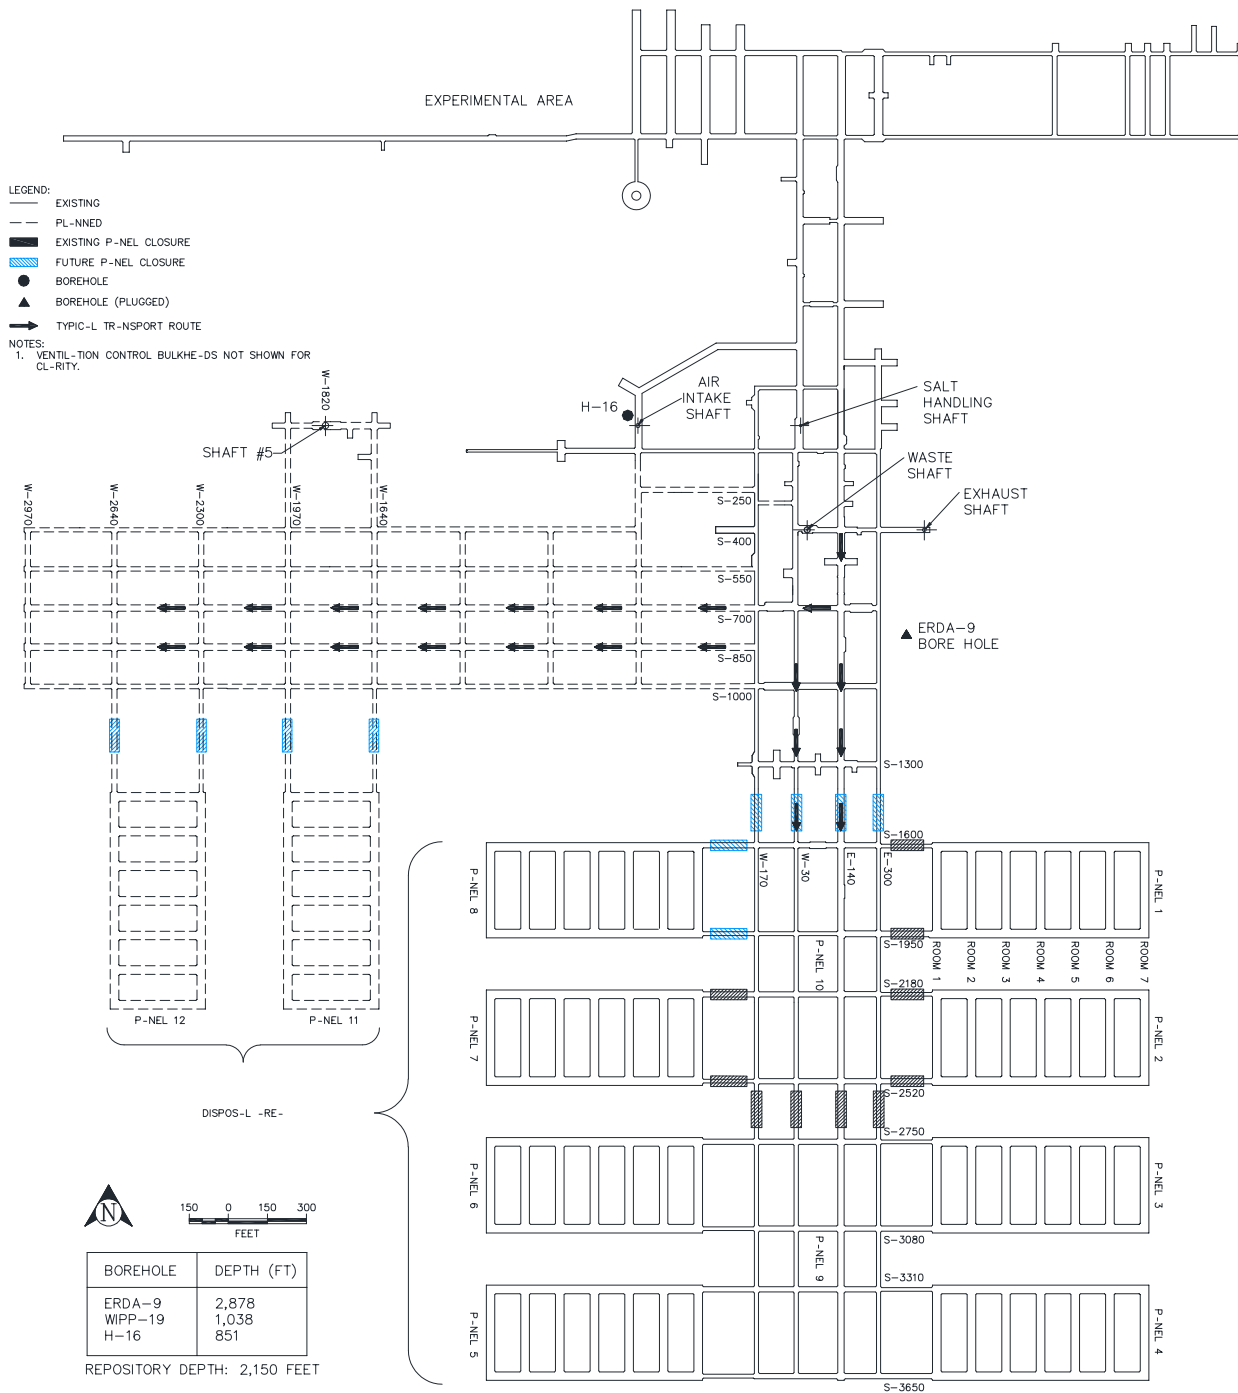 EXPERIMENTAL AREA
LEGEND:
EXISTING
PL-NNED
EXISTING P-NEL CLOSURE
FUTURE P-NEL CLOSURE
BOREHOLE
BOREHOLE (PLUGGED)
TYPIC-L TR-NSPORT ROUTE
NOTES:
1. VENTIL-TION CONTROL BULKHE-DS NOT SHOWN FOR
CL-RITY.
W-1820
H-16
AIR
INTAKE
SHAFT
SALT
HANDLING
SHAFT
SHAFT #5
WASTE
SHAFT
EXHAUST
SHAFT
W-2970
W-2640
W-2300
W-1970
W-1640
S-250
S-400
S-550
S-700
S-850
S-1000
ERDA-9
BORE HOLE
S-1300
S-1600
W-170
W-30
E-140
E-300
P-NEL 8
P-NEL 1
S-1950
P-NEL 10
ROOM 1
ROOM 2
ROOM 3
ROOM 4
ROOM 5
ROOM 6
ROOM 7
S-2180
P-NEL 12
P-NEL 11
P-NEL 7
P-NEL 2
S-2520
DISPOS-L -RE-
S-2750
P-NEL 6
P-NEL 3
N
150 0 150 300
FEET
S-3080
P-NEL 9
S-3310
BOREHOLE DEPTH (FT)
ERDA-9 2,878
WIPP-19 1,038
H-16 851
REPOSITORY DEPTH: 2,150 FEET
P-NEL 5
P-NEL 4
S-3650